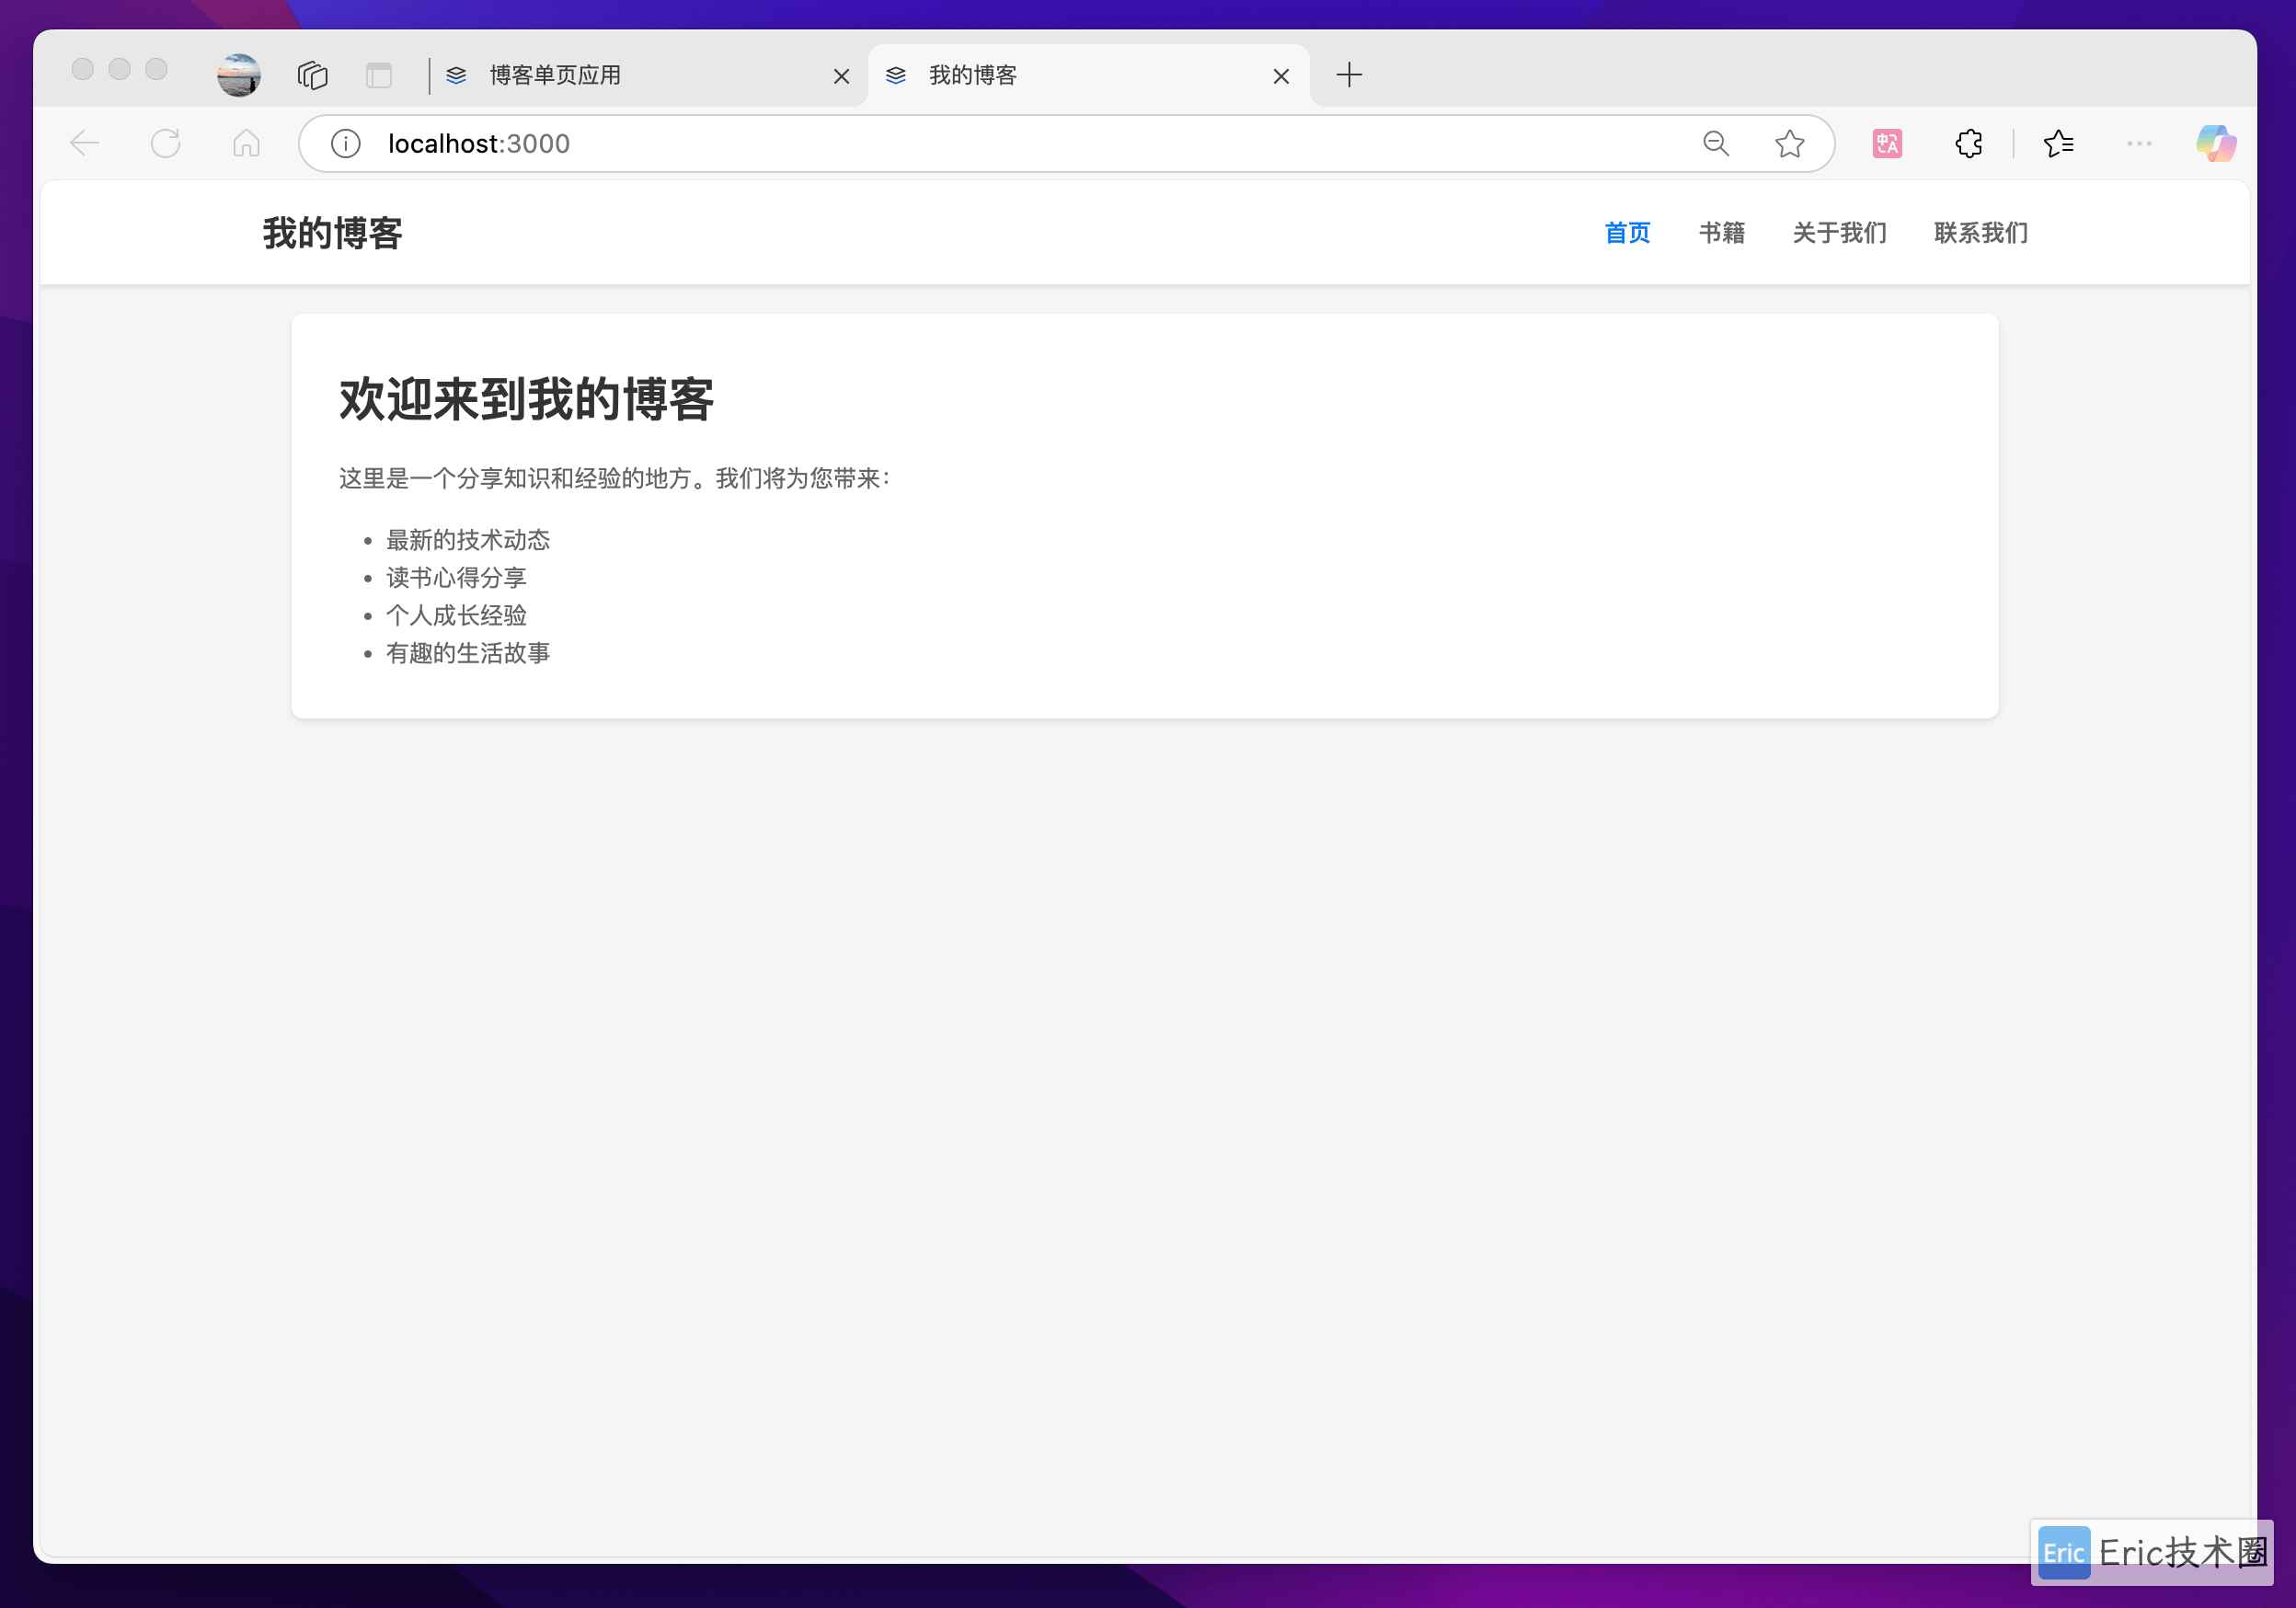 博客单页应用
我的博客
localhost:3000
中
A
我的博客
首页 书籍 关于我们 联系我们
欢迎来到我的博客
这里是一个分享知识和经验的地方。我们将为您带来：
• 最新的技术动态
• 读书心得分享
• 个人成长经验
• 有趣的生活故事
Eric Eric技术圈